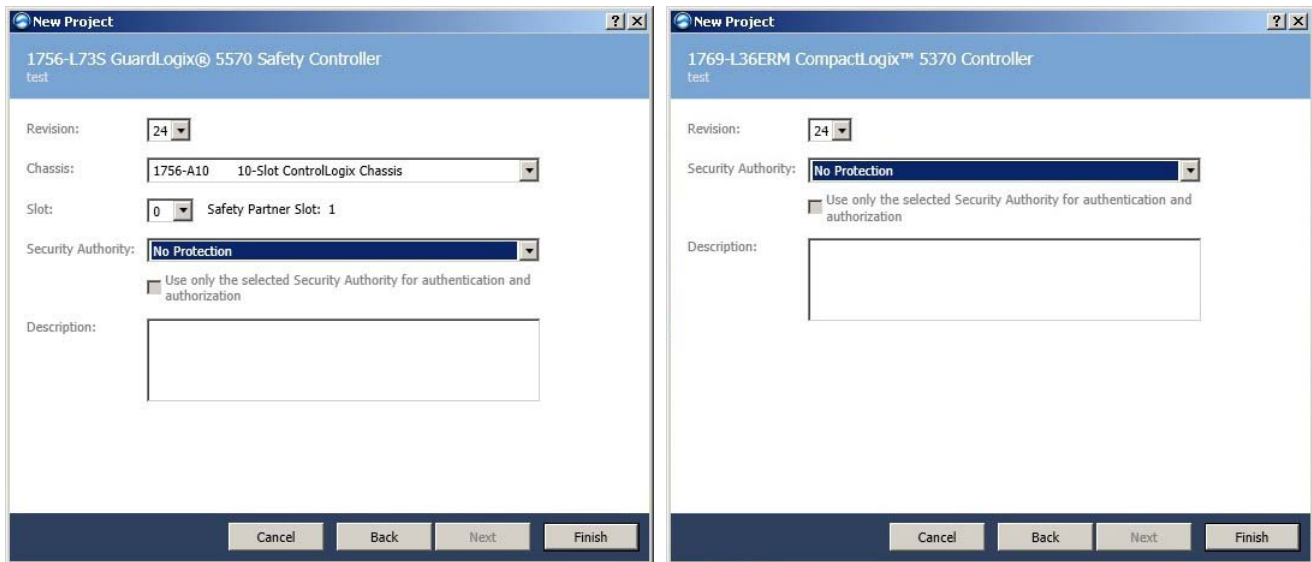 New Project
1756-L73S GuardLogix® 5570 Safety Controller
test
Revision: 24
Chassis: 1756-A10 10-Slot ControlLogix Chassis
Slot: 0 Safety Partner Slot: 1
Security Authority: No Protection
Use only the selected Security Authority for authentication and
authorization
Description:
Cancel Back Next Finish
New Project
1769-L36ERM CompactLogix™ 5370 Controller
test
Revision: 24
Security Authority: No Protection
Use only the selected Security Authority for authentication and
authorization
Description:
Cancel Back Next Finish